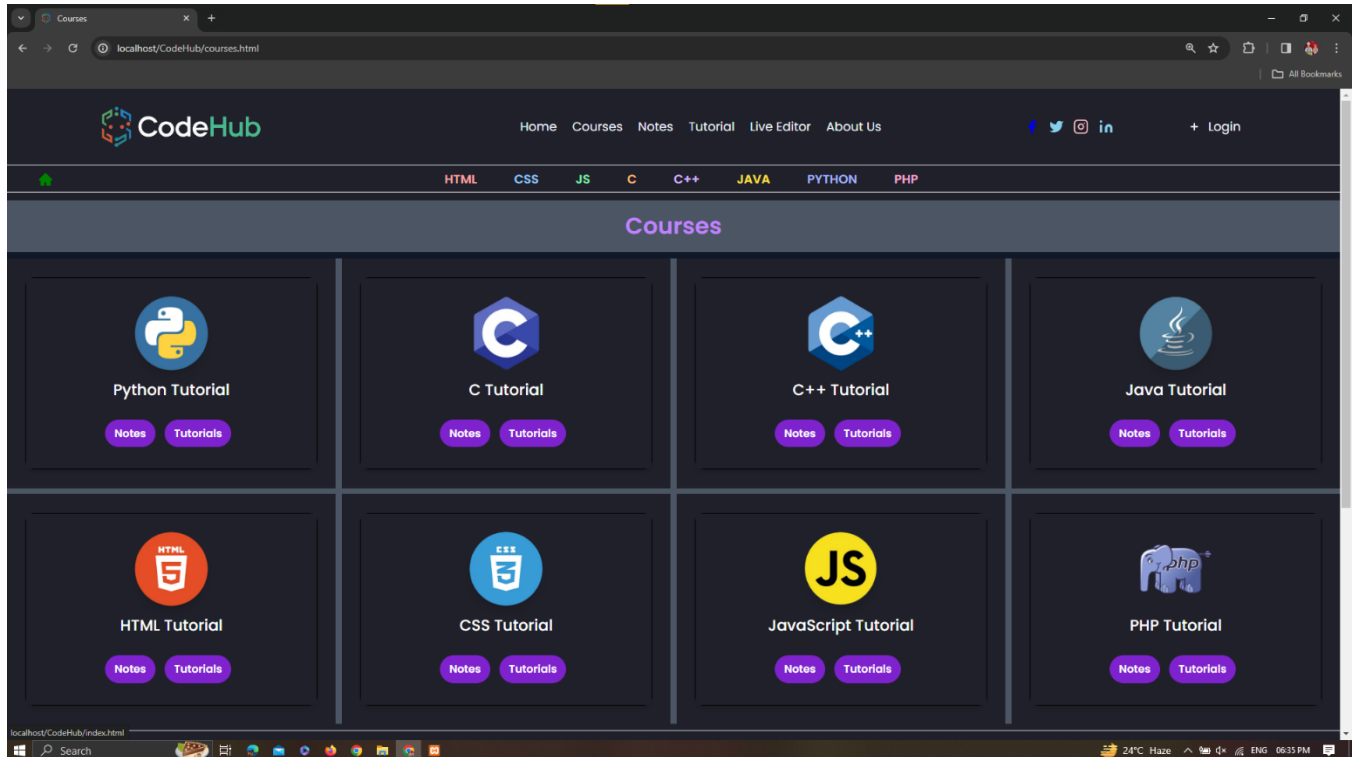 Courses
localhost/CodeHub/courses.html
All Bookmarks
CodeHub
Home Courses Notes Tutorial Live Editor About Us
+ Login
HTML CSS JS C C++ JAVA PYTHON PHP
Courses
C C ++
Python Tutorial C Tutorial C++ Tutorial Java Tutorial
Notes Tutorials Notes Tutorials Notes Tutorials Notes Tutorials
HTML 5 CSS 3 JS php
HTML Tutorial CSS Tutorial JavaScript Tutorial PHP Tutorial
Notes Tutorials Notes Tutorials Notes Tutorials Notes Tutorials
localhost/CodeHub/index.html
Search 24°C Haze ENG 06:35 PM